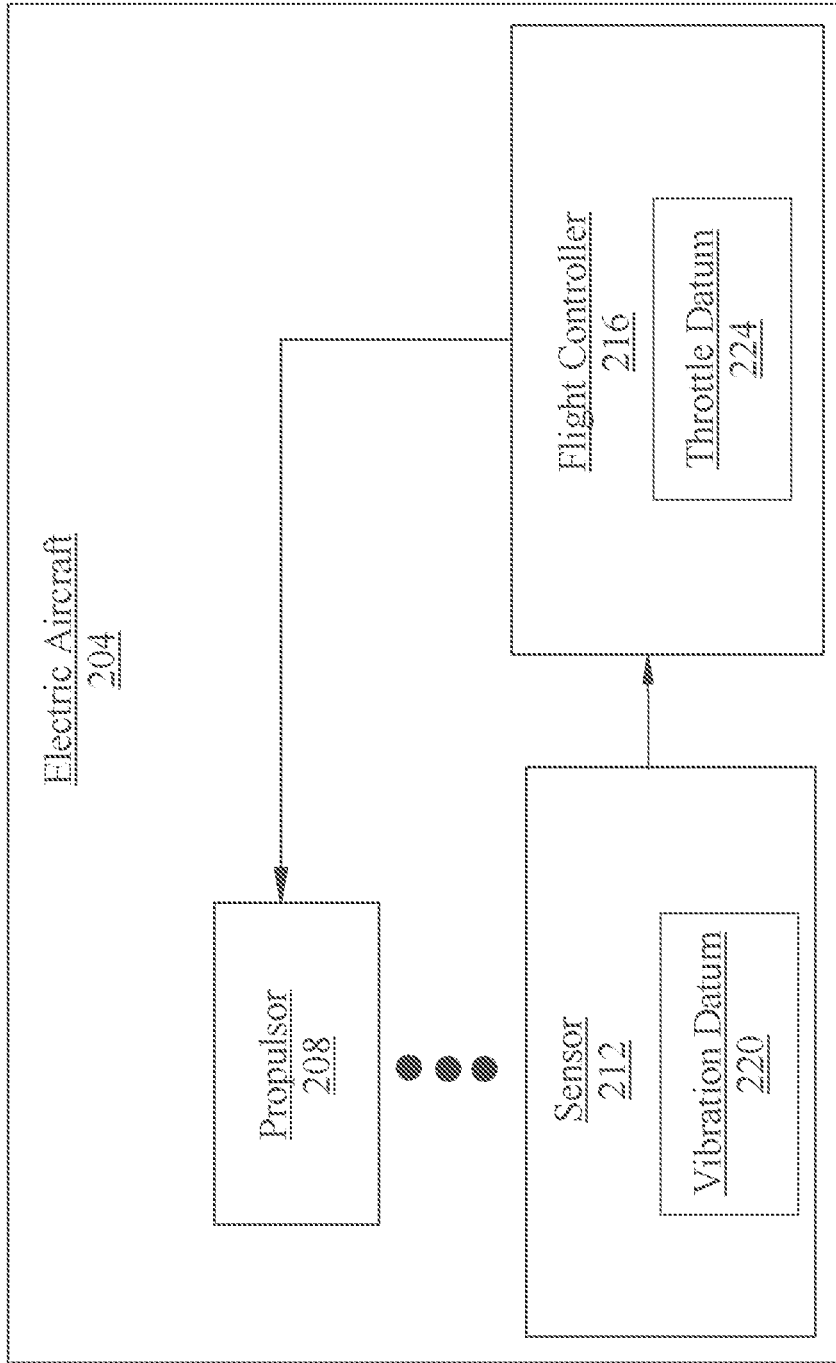 Electric Aircraft
204
Propulsor
208
Sensor
212
Vibration Datum
220
Flight Controller
216
Throttle Datum
224